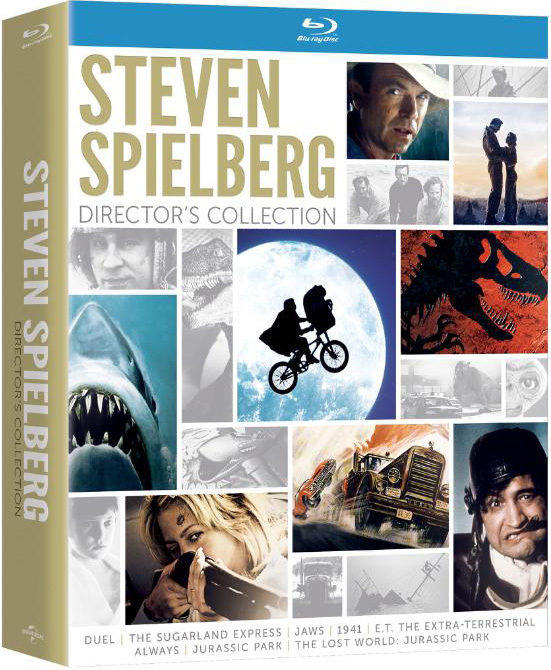 Blu-ray Disc
STEVEN
SPIELBERG
DIRECTOR'S COLLECTION
STEVEN SPIELBERG
DIRECTOR'S COLLECTION
DUEL | THE SUGARLAND EXPRESS | JAWS | 1941 | E.T. THE EXTRA-TERRESTRIAL
ALWAYS | JURASSIC PARK | THE LOST WORLD: JURASSIC PARK